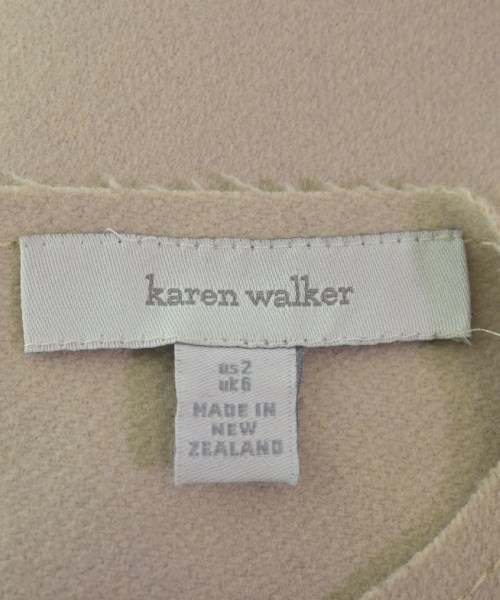 karen walker
us2
uk6
MADE IN
NEW
ZEALAND